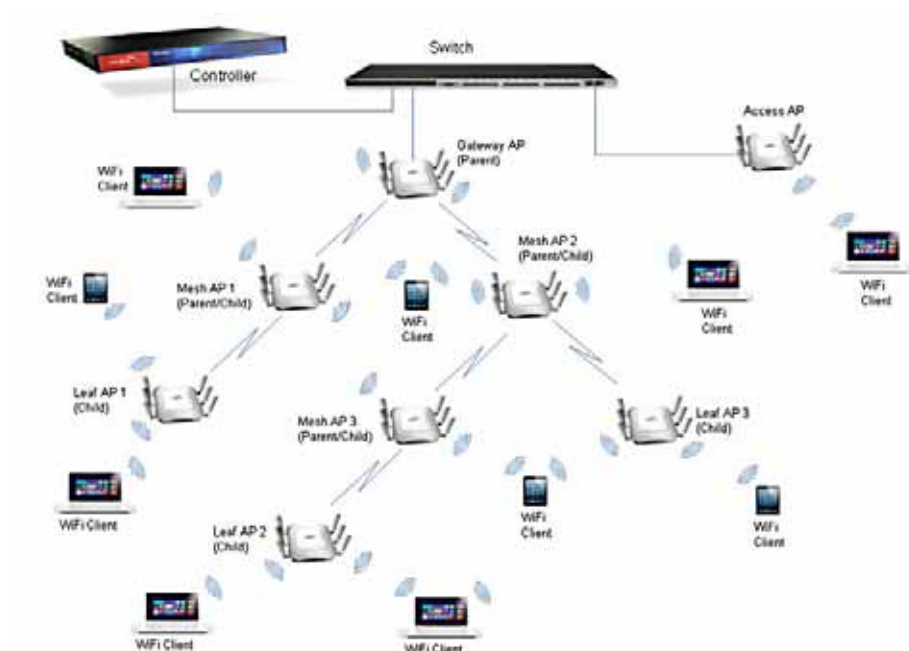 Switch
Controller
Access AP
Gateway AP
(Parent)
WiFi
Client
Mesh AP 2
(Parent/Child)
WiFi
Client
Mesh AP 1
(Parent/Child)
WiFi
Client
WiFi
Client
WiFi
Client
Leaf AP 1
(Child)
Mesh AP 3
(Parent/Child)
Leaf AP 3
(Child)
WiFi Client
Leaf AP 2
(Child)
WiFi
Client
WiFi
Client
WiFi Client
WiFi Client